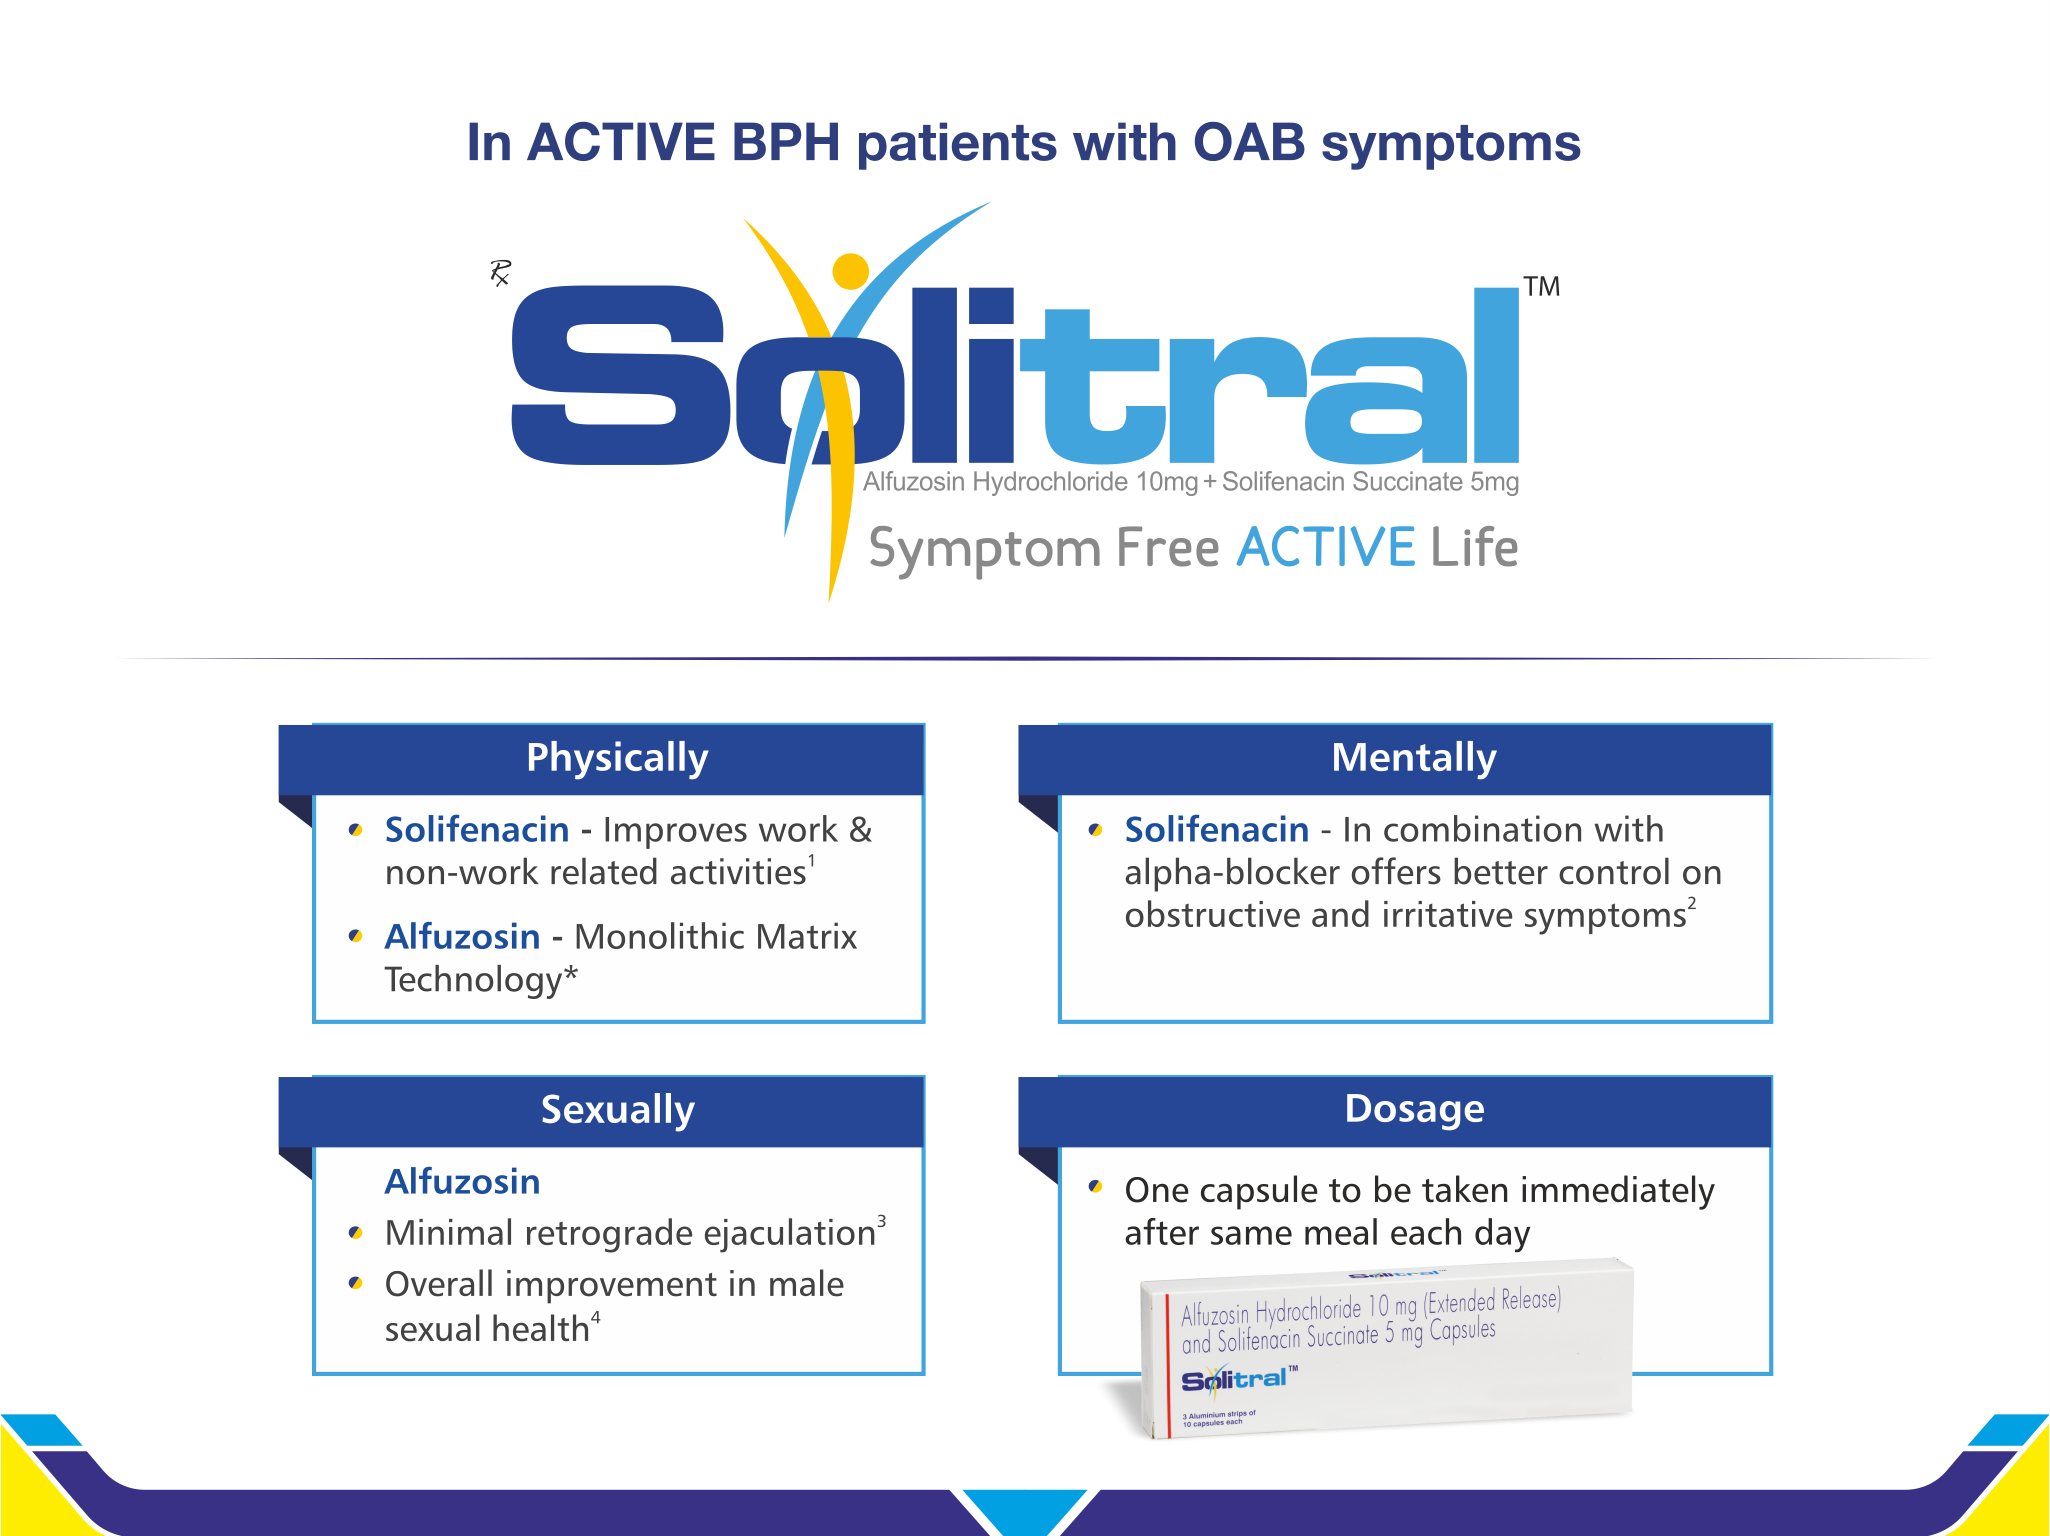 In ACTIVE BPH patients with OAB symptoms
Rx
Solitral™
Alfuzosin Hydrochloride 10mg + Solifenacin Succinate 5mg
Symptom Free ACTIVE Life
Physically
Solifenacin - Improves work &
non-work related activities¹
Alfuzosin - Monolithic Matrix
Technology*
Mentally
Solifenacin - In combination with
alpha-blocker offers better control on
obstructive and irritative symptoms²
Sexually
Alfuzosin
Minimal retrograde ejaculation³
Overall improvement in male
sexual health⁴
Dosage
One capsule to be taken immediately
after same meal each day
Solitral™
Alfuzosin Hydrochloride 10 mg (Extended Release)
and Solifenacin Succinate 5 mg Capsules
Solitral™
3 Aluminium strips of
10 capsules each